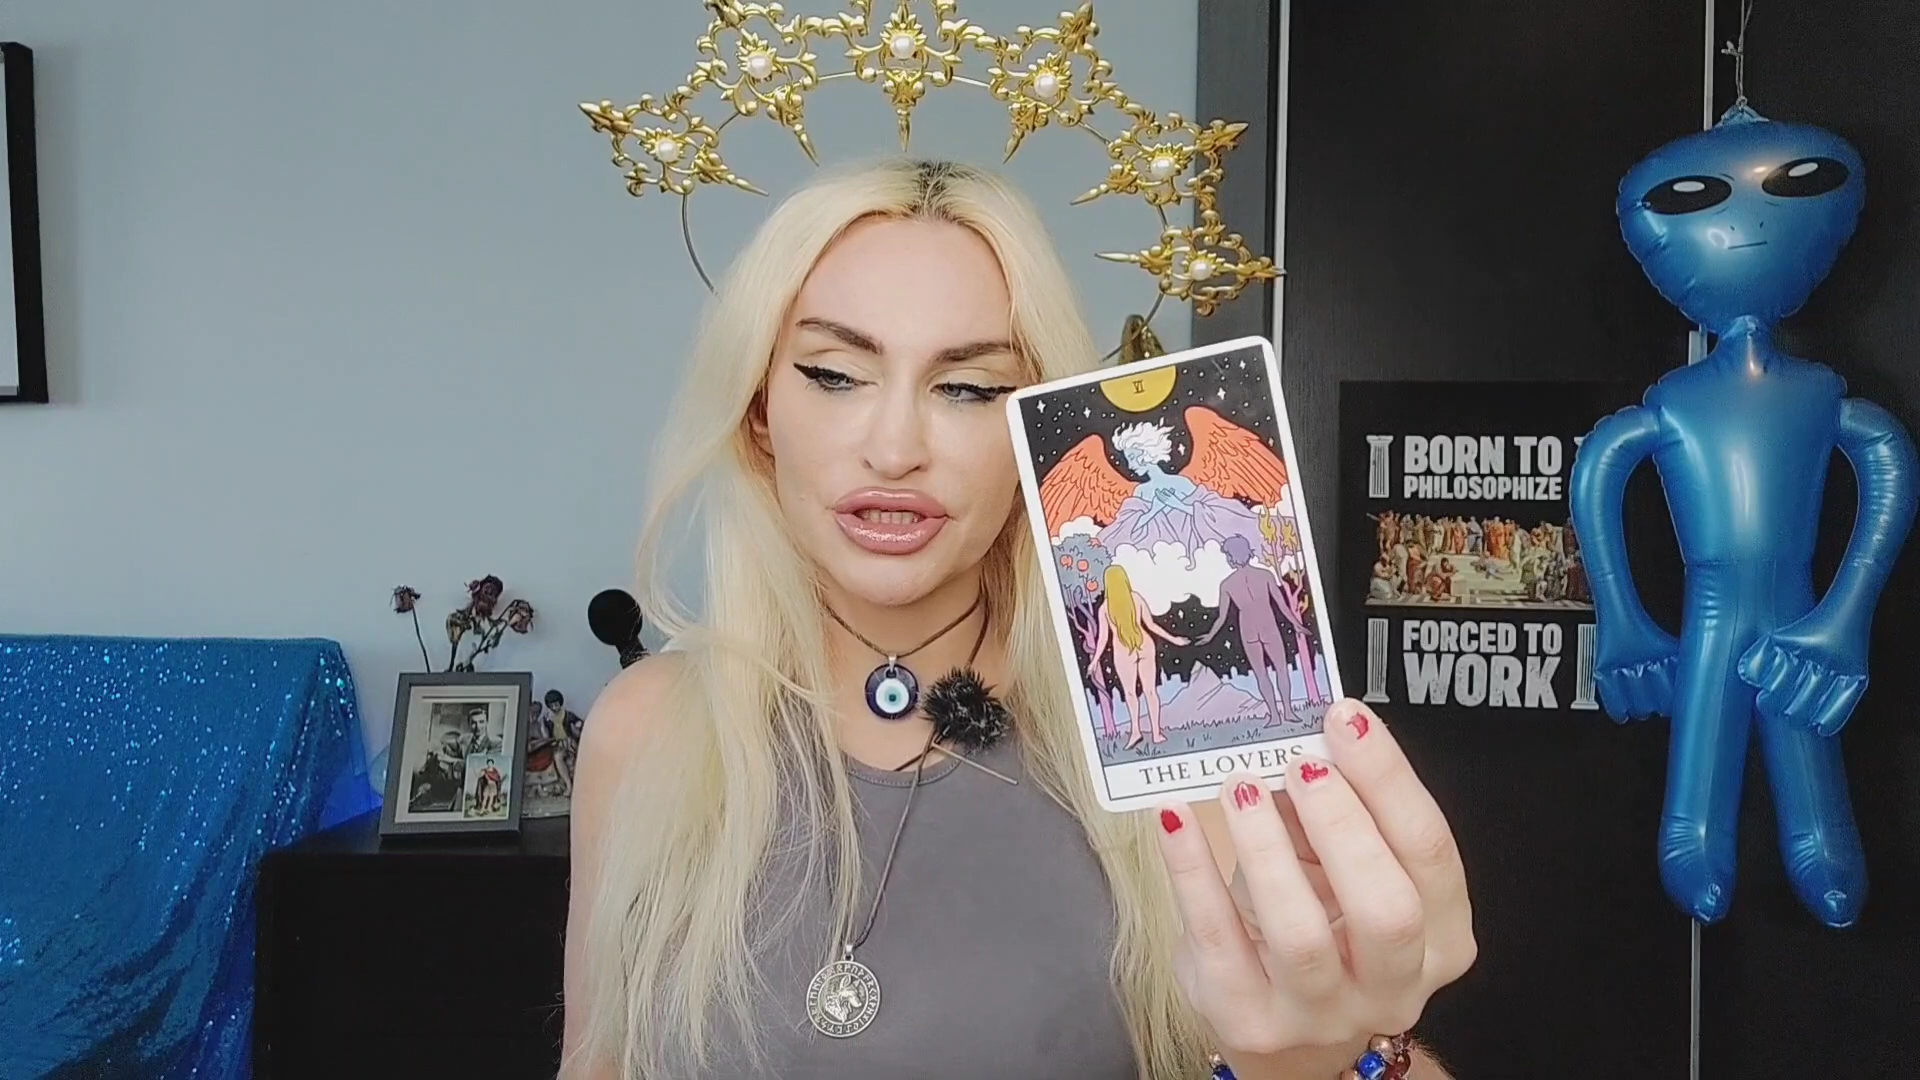 VI
THE LOVERS
BORN TO
PHILOSOPHIZE
FORCED TO
WORK